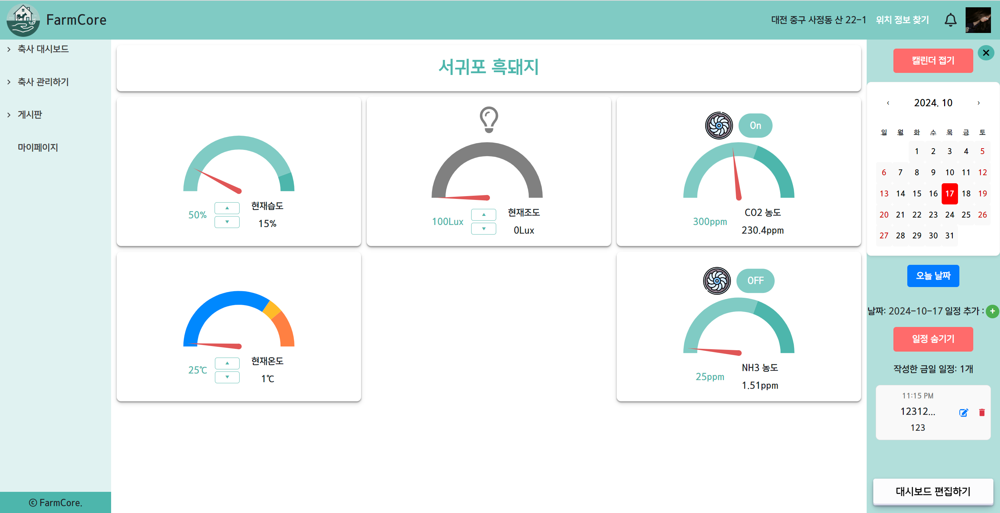 FarmCore
대전 중구 사정동 산 22-1 위치 정보 찾기
축사 대시보드
축사 관리하기
게시판
마이페이지
© FarmCore.
서귀포 흑돼지
50%
▲
▼
현재습도
15%
100Lux
▲
▼
현재조도
0Lux
On
300ppm
CO2 농도
230.4ppm
25℃
▲
▼
현재온도
1℃
OFF
25ppm
NH3 농도
1.51ppm
캘린더 접기
‹ 2024. 10 ›
일 월 화 수 목 금 토
1 2 3 4 5
6 7 8 9 10 11 12
13 14 15 16 17 18 19
20 21 22 23 24 25 26
27 28 29 30 31
오늘 날짜
날짜: 2024-10-17 일정 추가 : +
일정 숨기기
작성한 금일 일정: 1개
11:15 PM
12312...
123
대시보드 편집하기